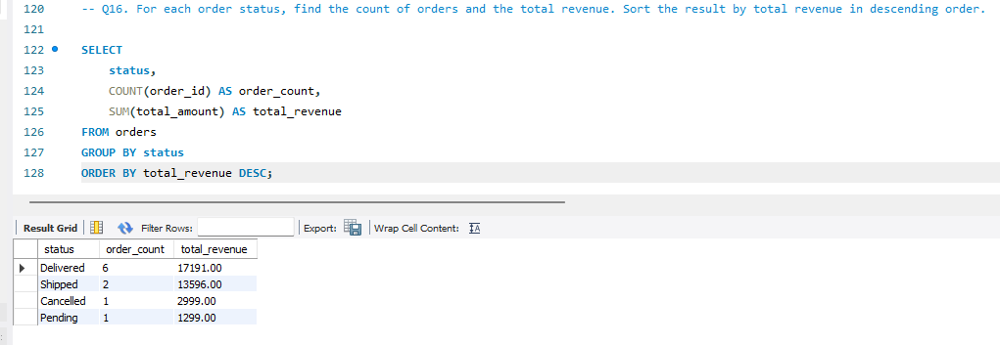 120 -- Q16. For each order status, find the count of orders and the total revenue. Sort the result by total revenue in descending order.
121
122 SELECT
123 status,
124 COUNT(order_id) AS order_count,
125 SUM(total_amount) AS total_revenue
126 FROM orders
127 GROUP BY status
128 ORDER BY total_revenue DESC;
Result Grid Filter Rows: Export: Wrap Cell Content: IA
status order_count total_revenue
Delivered 6 17191.00
Shipped 2 13596.00
Cancelled 1 2999.00
Pending 1 1299.00